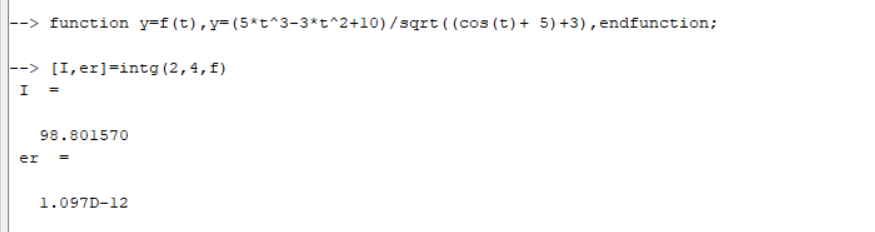 --> function y=f(t),y=(5*t^3-3*t^2+10)/sqrt((cos(t)+ 5)+3),endfunction;
--> [I,er]=intg(2,4,f)
I  =
98.801570
er  =
1.097D-12